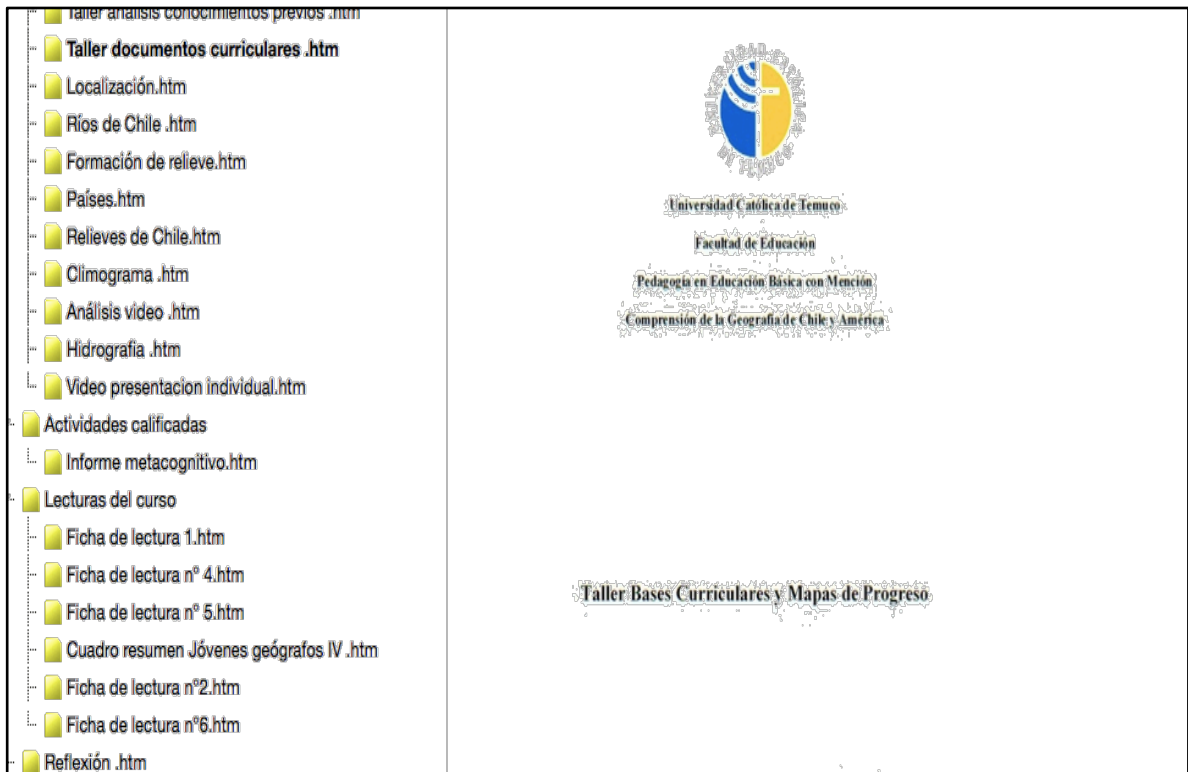 Taller análisis conocimientos previos .htm
Taller documentos curriculares .htm
Localización.htm
Ríos de Chile .htm
Formación de relieve.htm
Países.htm
Relieves de Chile.htm
Climograma .htm
Análisis video .htm
Hidrografia .htm
Video presentacion individual.htm
Actividades calificadas
Informe metacognitivo.htm
Lecturas del curso
Ficha de lectura 1.htm
Ficha de lectura nº 4.htm
Ficha de lectura nº 5.htm
Cuadro resumen Jóvenes geógrafos IV .htm
Ficha de lectura nº2.htm
Ficha de lectura nº6.htm
Reflexión .htm
Universidad Católica de Temuco
Facultad de Educación
Pedagogía en Educación Básica con Mención
Comprensión de la Geografía de Chile y América
Taller Bases Curriculares y Mapas de Progreso